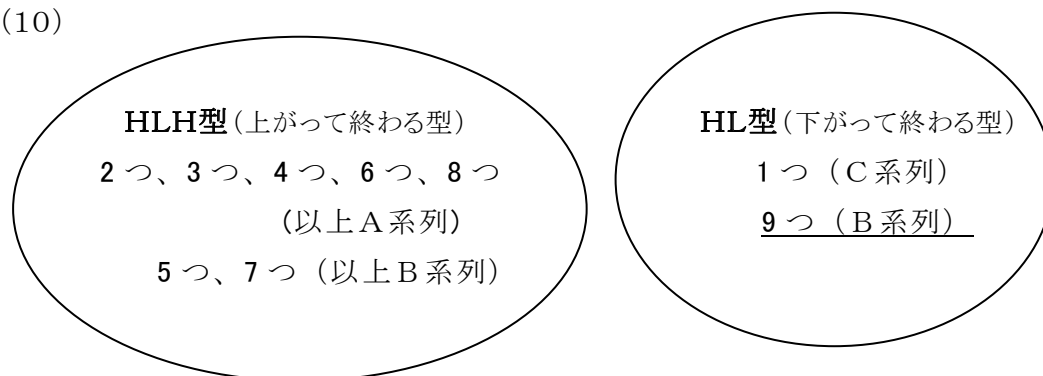 (10)
HLH型（上がって終わる型）
2つ、3つ、4つ、6つ、8つ
（以上A系列）
5つ、7つ（以上B系列）
HL型（下がって終わる型）
1つ（C系列）
9つ（B系列）